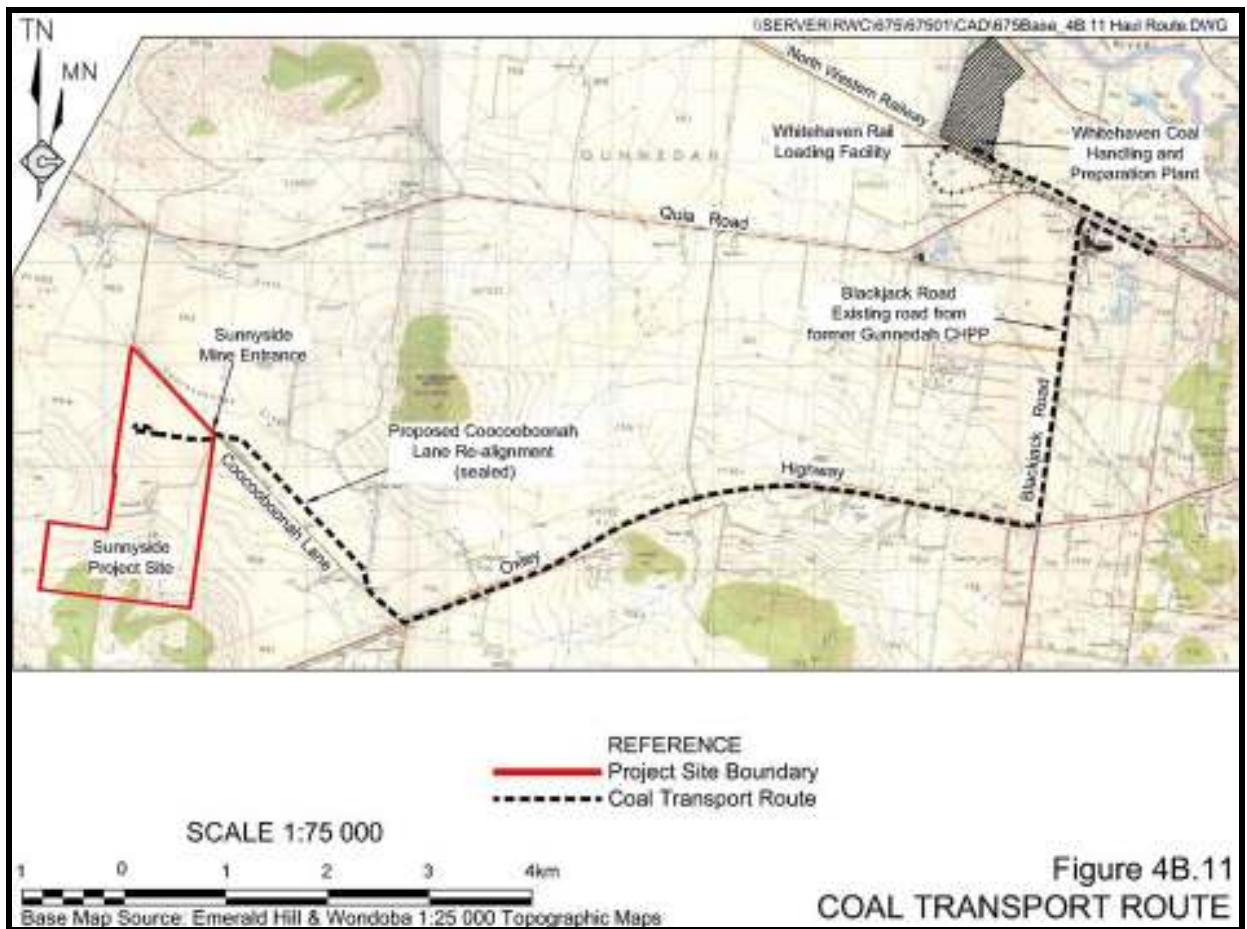 \\SERVER\RWC\675\67501\CAD\675Base_4B.11 Haul Route.DWG
TN
MN
North Western Railway
River
Whitehaven Rail
Loading Facility
Whitehaven Coal
Handling and
Preparation Plant
GUNNEDAH
Quia Road
Blackjack Road
Existing road from
former Gunnedah CHPP
Sunnyside
Mine Entrance
Proposed Coocooboonah
Lane Re-alignment
(sealed)
Coocooboonah Lane
Blackjack Road
Oxley
Highway
Sunnyside
Project Site
REFERENCE
Project Site Boundary
Coal Transport Route
SCALE 1:75 000
1 0 1 2 3 4km
Base Map Source: Emerald Hill & Wondoba 1:25 000 Topographic Maps
Figure 4B.11
COAL TRANSPORT ROUTE